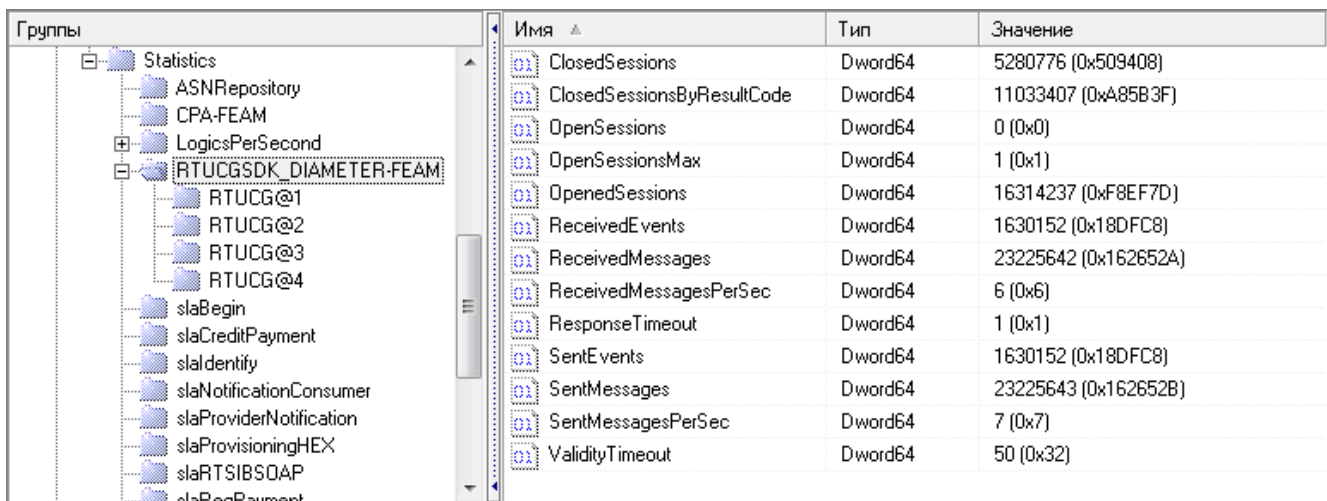 Группы
Statistics
ASNRepository
CPA-FEAM
LogicsPerSecond
RTUCGSDK_DIAMETER-FEAM
RTUCG@1
RTUCG@2
RTUCG@3
RTUCG@4
slaBegin
slaCreditPayment
slaIdentify
slaNotificationConsumer
slaProviderNotification
slaProvisioningHEX
slaRTSIBSOAP
slaRegPayment
Имя Тип Значение
ClosedSessions Dword64 5280776 (0x509408)
ClosedSessionsByResultCode Dword64 11033407 (0xA85B3F)
OpenSessions Dword64 0 (0x0)
OpenSessionsMax Dword64 1 (0x1)
OpenedSessions Dword64 16314237 (0xF8EF7D)
ReceivedEvents Dword64 1630152 (0x18DFC8)
ReceivedMessages Dword64 23225642 (0x162652A)
ReceivedMessagesPerSec Dword64 6 (0x6)
ResponseTimeout Dword64 1 (0x1)
SentEvents Dword64 1630152 (0x18DFC8)
SentMessages Dword64 23225643 (0x162652B)
SentMessagesPerSec Dword64 7 (0x7)
ValidityTimeout Dword64 50 (0x32)